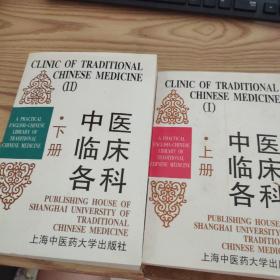 CLINIC OF TRADITIONAL
CHINESE MEDICINE
(II)
A PRACTICAL
ENGLISH-CHINESE
LIBRARY OF
TRADITIONAL
CHINESE MEDICINE
·下册
中医
临床
各科
PUBLISHING HOUSE OF
SHANGHAI UNIVERSITY OF
TRADITIONAL
CHINESE MEDICINE
上海中医药大学出版社
CLINIC OF TRADITIONAL
CHINESE MEDICINE
(I)
A PRACTICAL
ENGLISH-CHINESE
LIBRARY OF
TRADITIONAL
CHINESE MEDICINE
·上册
中医
临床
各科
PUBLISHING HOUSE
SHANGHAI UNIVERSITY
TRADITION
CHINESE MEDICI
上海中医药大学出版社